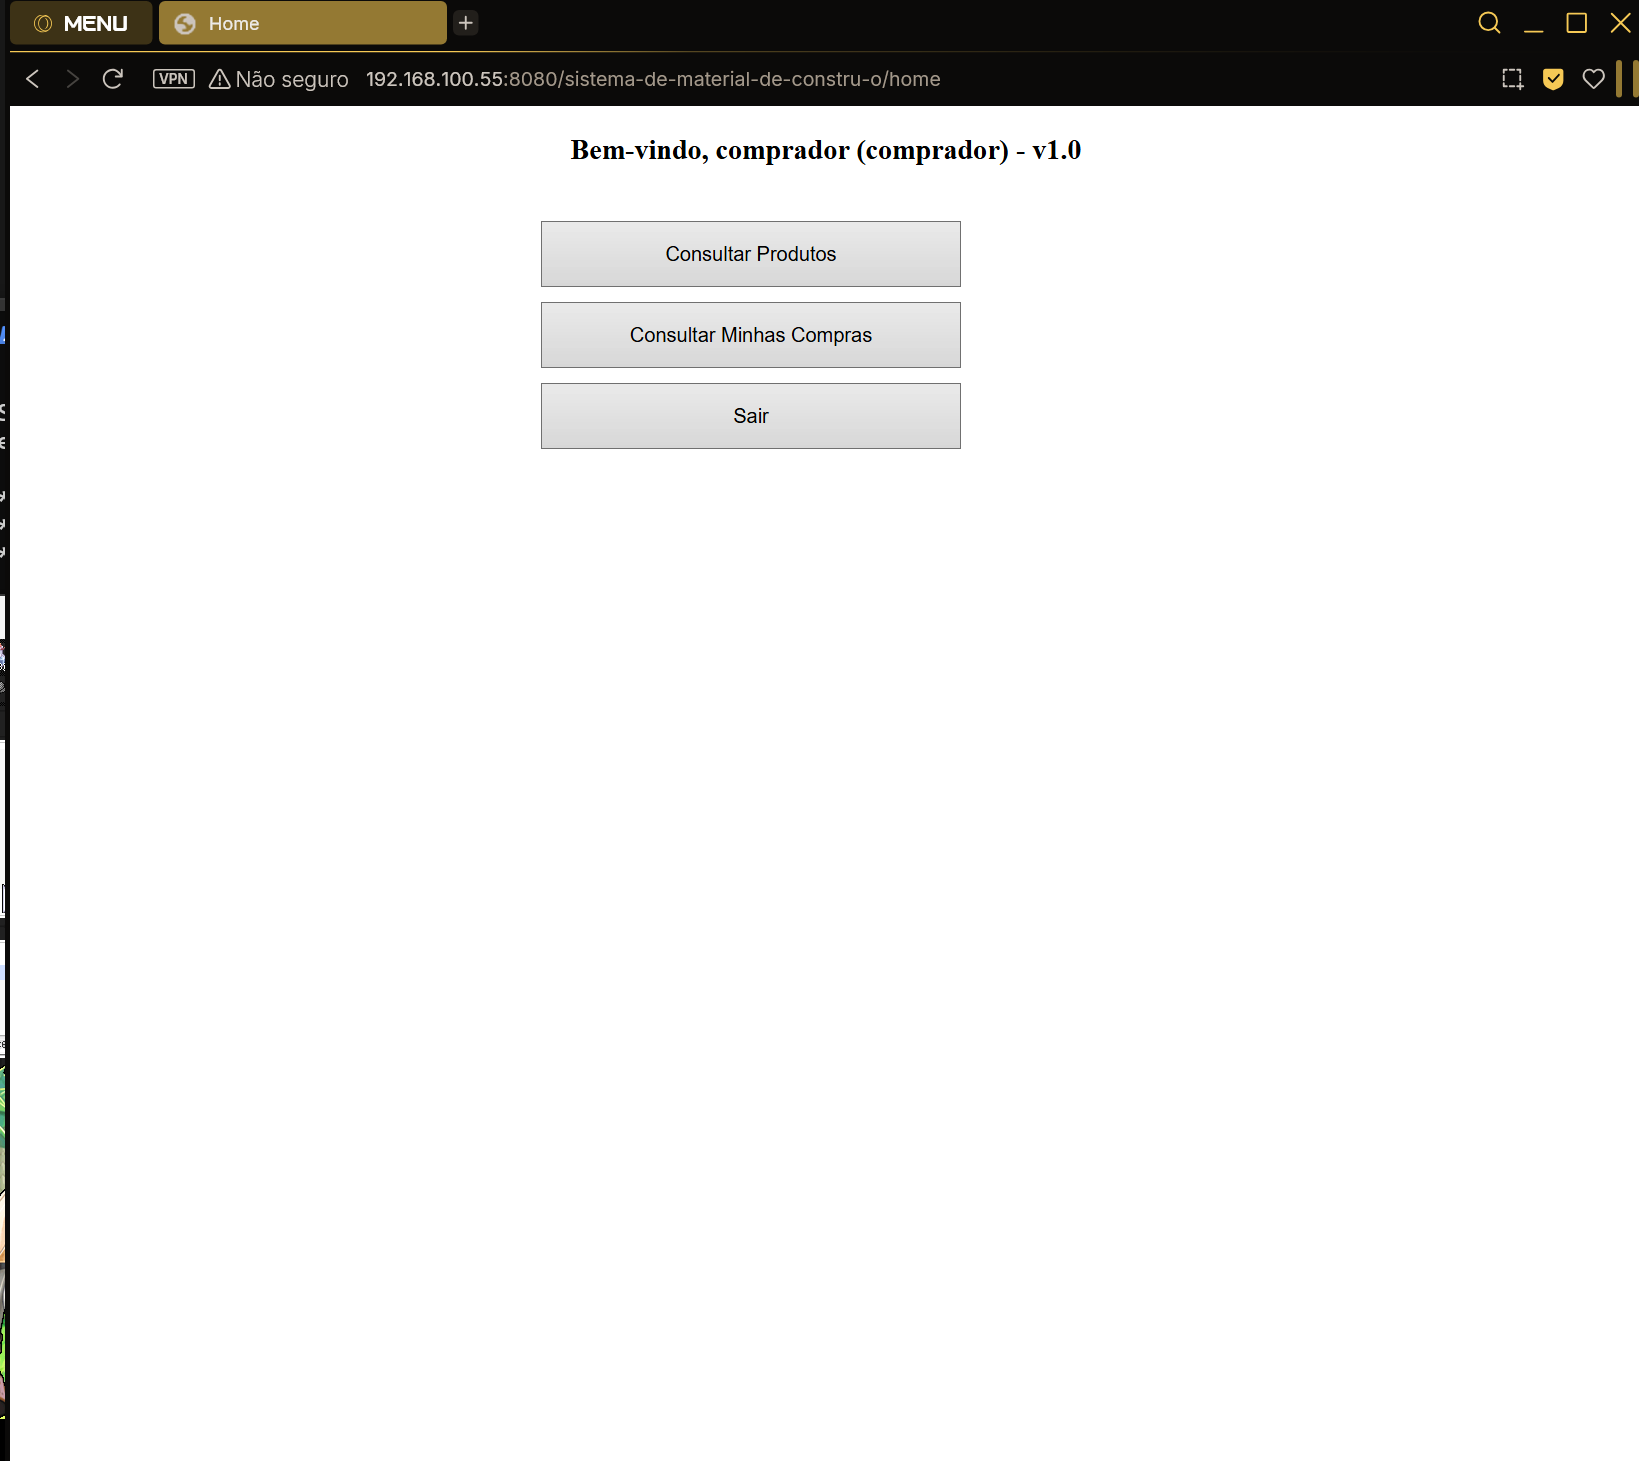 MENU
Home
VPN
Não seguro
192.168.100.55:8080/sistema-de-material-de-constru-o/home
Bem-vindo, comprador (comprador) - v1.0
Consultar Produtos
Consultar Minhas Compras
Sair